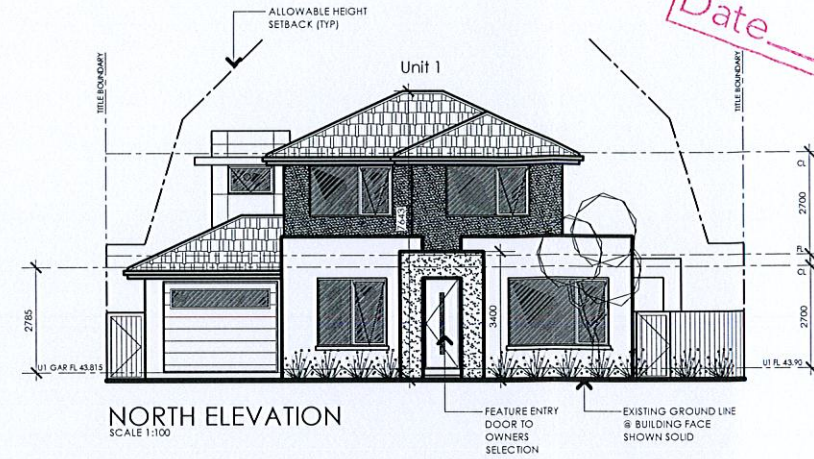 ALLOWABLE HEIGHT
SETBACK (TYP)
Date
Unit 1
TITLE BOUNDARY
TITLE BOUNDARY
CL
2700
FL
CL
2700
7643
3400
2785
U1 GAR FL 43.815
U1 FL 43.90
NORTH ELEVATION
SCALE 1:100
FEATURE ENTRY
DOOR TO
OWNERS
SELECTION
EXISTING GROUND LINE
@ BUILDING FACE
SHOWN SOLID